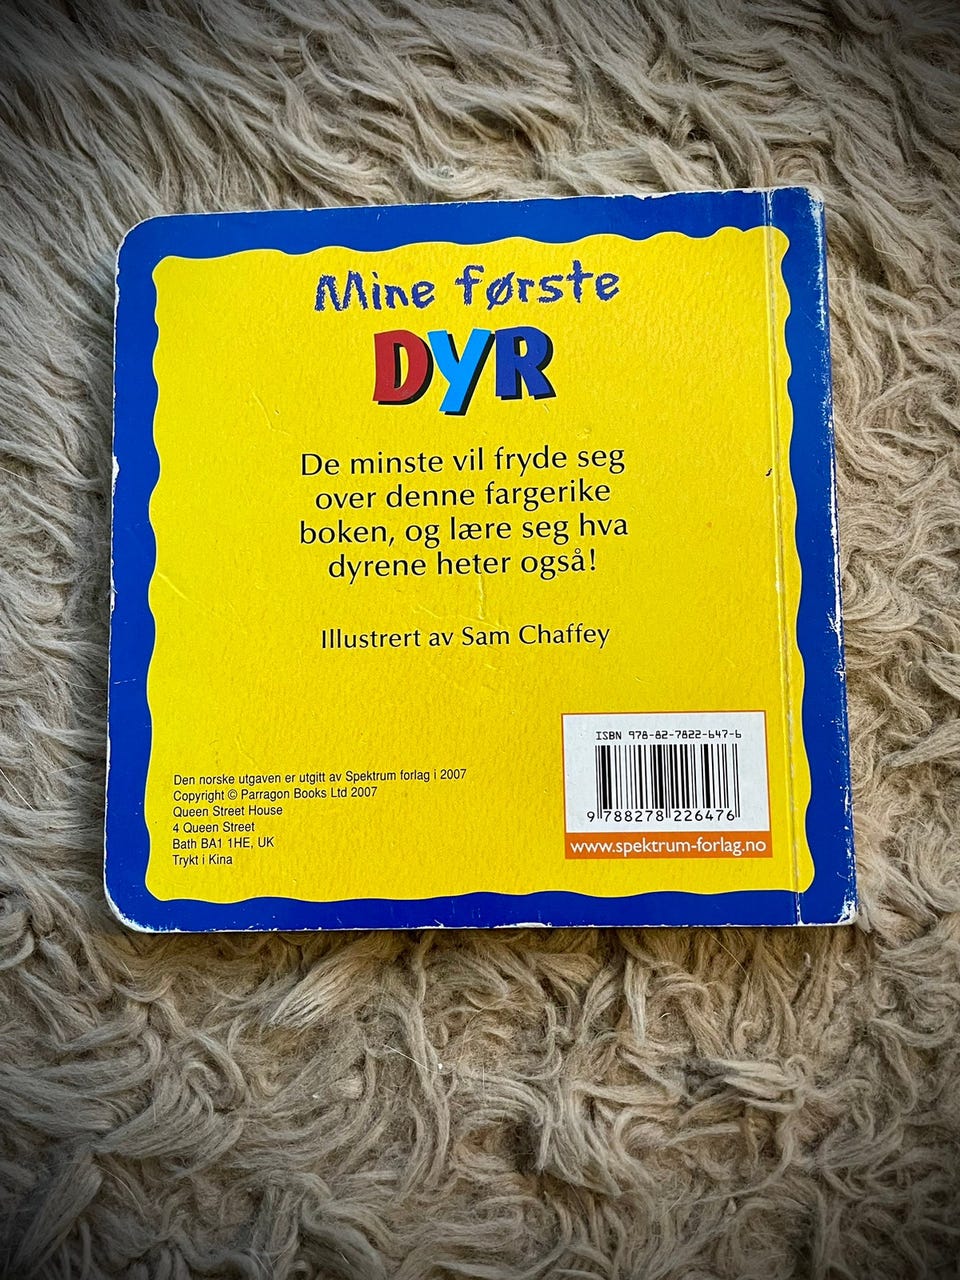 Mine første
DYR
De minste vil fryde seg
over denne fargerike
boken, og lære seg hva
dyrene heter også!
Illustrert av Sam Chaffey
Den norske utgaven er utgitt av Spektrum forlag i 2007
Copyright © Parragon Books Ltd 2007
Queen Street House
4 Queen Street
Bath BA1 1HE, UK
Trykt i Kina
ISBN 978-82-7822-647-6
9 788278 226476
www.spektrum-forlag.no